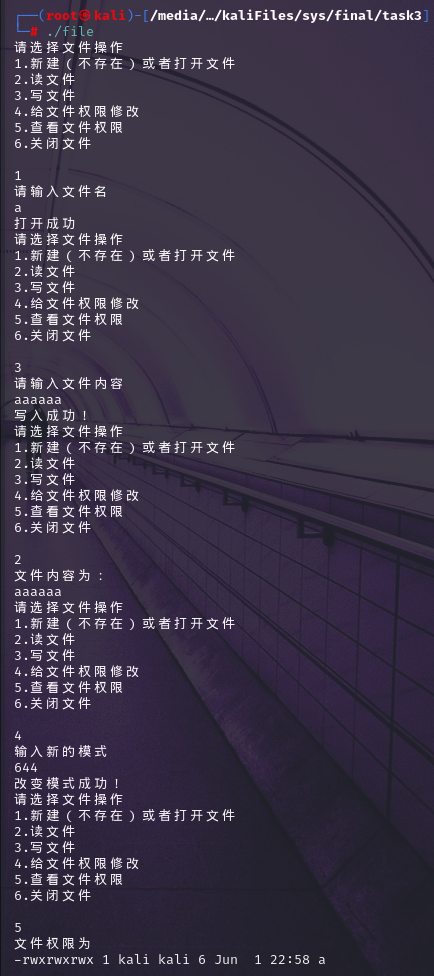 ┌──(root㉿kali)-[/media/…/kaliFiles/sys/final/task3]
└─# ./file
请选择文件操作
1.新建（不存在）或者打开文件
2.读文件
3.写文件
4.给文件权限修改
5.查看文件权限
6.关闭文件

1
请输入文件名
a
打开成功
请选择文件操作
1.新建（不存在）或者打开文件
2.读文件
3.写文件
4.给文件权限修改
5.查看文件权限
6.关闭文件

3
请输入文件内容
aaaaaa
写入成功！
请选择文件操作
1.新建（不存在）或者打开文件
2.读文件
3.写文件
4.给文件权限修改
5.查看文件权限
6.关闭文件

2
文件内容为：
aaaaaa
请选择文件操作
1.新建（不存在）或者打开文件
2.读文件
3.写文件
4.给文件权限修改
5.查看文件权限
6.关闭文件

4
输入新的模式
644
改变模式成功！
请选择文件操作
1.新建（不存在）或者打开文件
2.读文件
3.写文件
4.给文件权限修改
5.查看文件权限
6.关闭文件

5
文件权限为
-rwxrwxrwx 1 kali kali 6 Jun  1 22:58 a